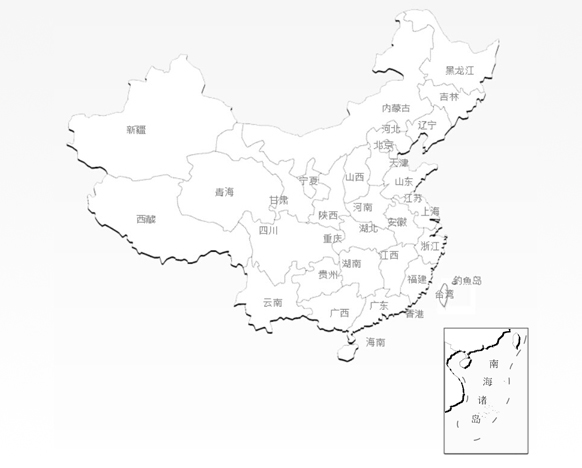 黑龙江
吉林
内蒙古
辽宁
河北
北京
新疆
天津
山西
宁夏
山东
青海
甘肃
江苏
河南
上海
陕西
西藏
安徽
四川
湖北
重庆
浙江
江西
湖南
贵州
福建
钓鱼岛
台湾
云南
广东
广西
香港
海南
南
海
诸
岛